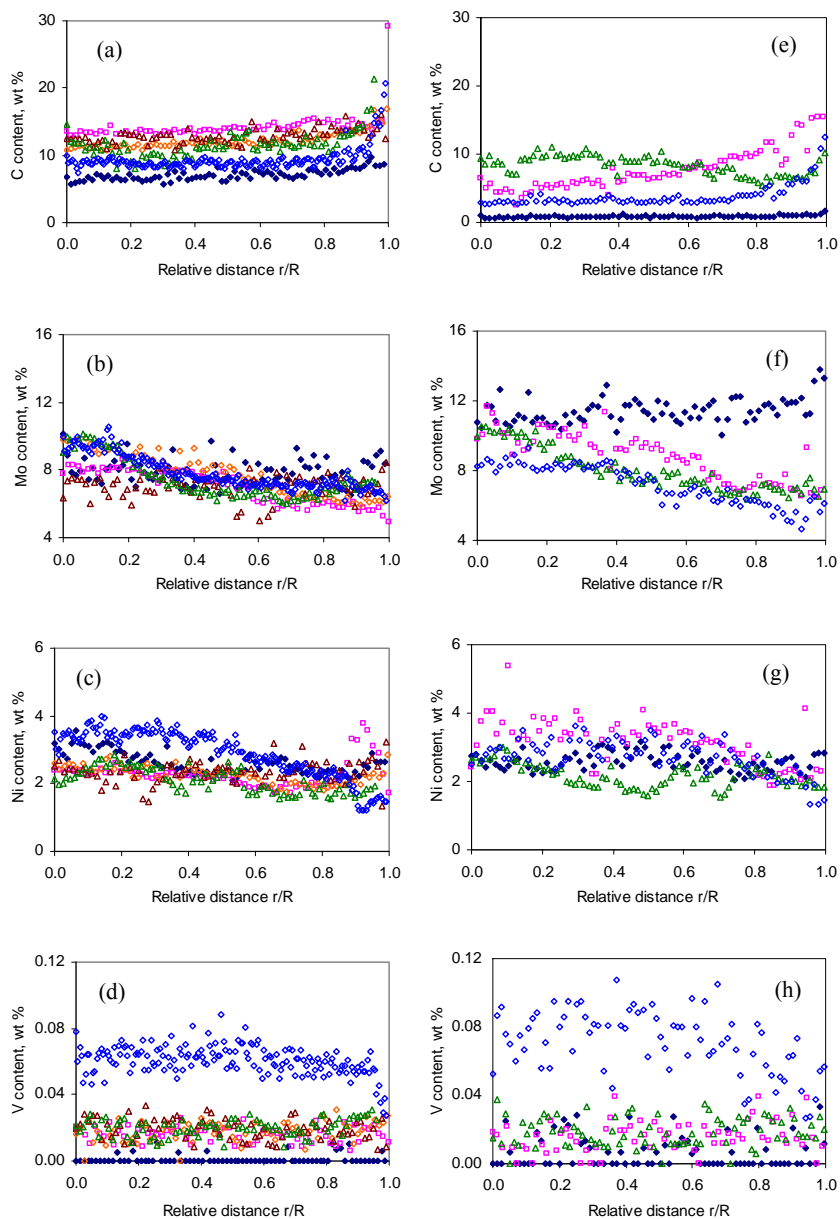 (a)
C content, wt %
30
20
10
0
0.0 0.2 0.4 0.6 0.8 1.0
Relative distance r/R
(e)
C content, wt %
30
20
10
0
0.0 0.2 0.4 0.6 0.8 1.0
Relative distance r/R
(b)
Mo content, wt %
16
12
8
4
0.0 0.2 0.4 0.6 0.8 1.0
Relative distance r/R
(f)
Mo content, wt %
16
12
8
4
0.0 0.2 0.4 0.6 0.8 1.0
Relative distance r/R
(c)
Ni content, wt %
6
4
2
0
0.0 0.2 0.4 0.6 0.8 1.0
Relative distance r/R
(g)
Ni content, wt %
6
4
2
0
0.0 0.2 0.4 0.6 0.8 1.0
Relative distance r/R
(d)
V content, wt %
0.12
0.08
0.04
0.00
0.0 0.2 0.4 0.6 0.8 1.0
Relative distance r/R
(h)
V content, wt %
0.12
0.08
0.04
0.00
0.0 0.2 0.4 0.6 0.8 1.0
Relative distance r/R